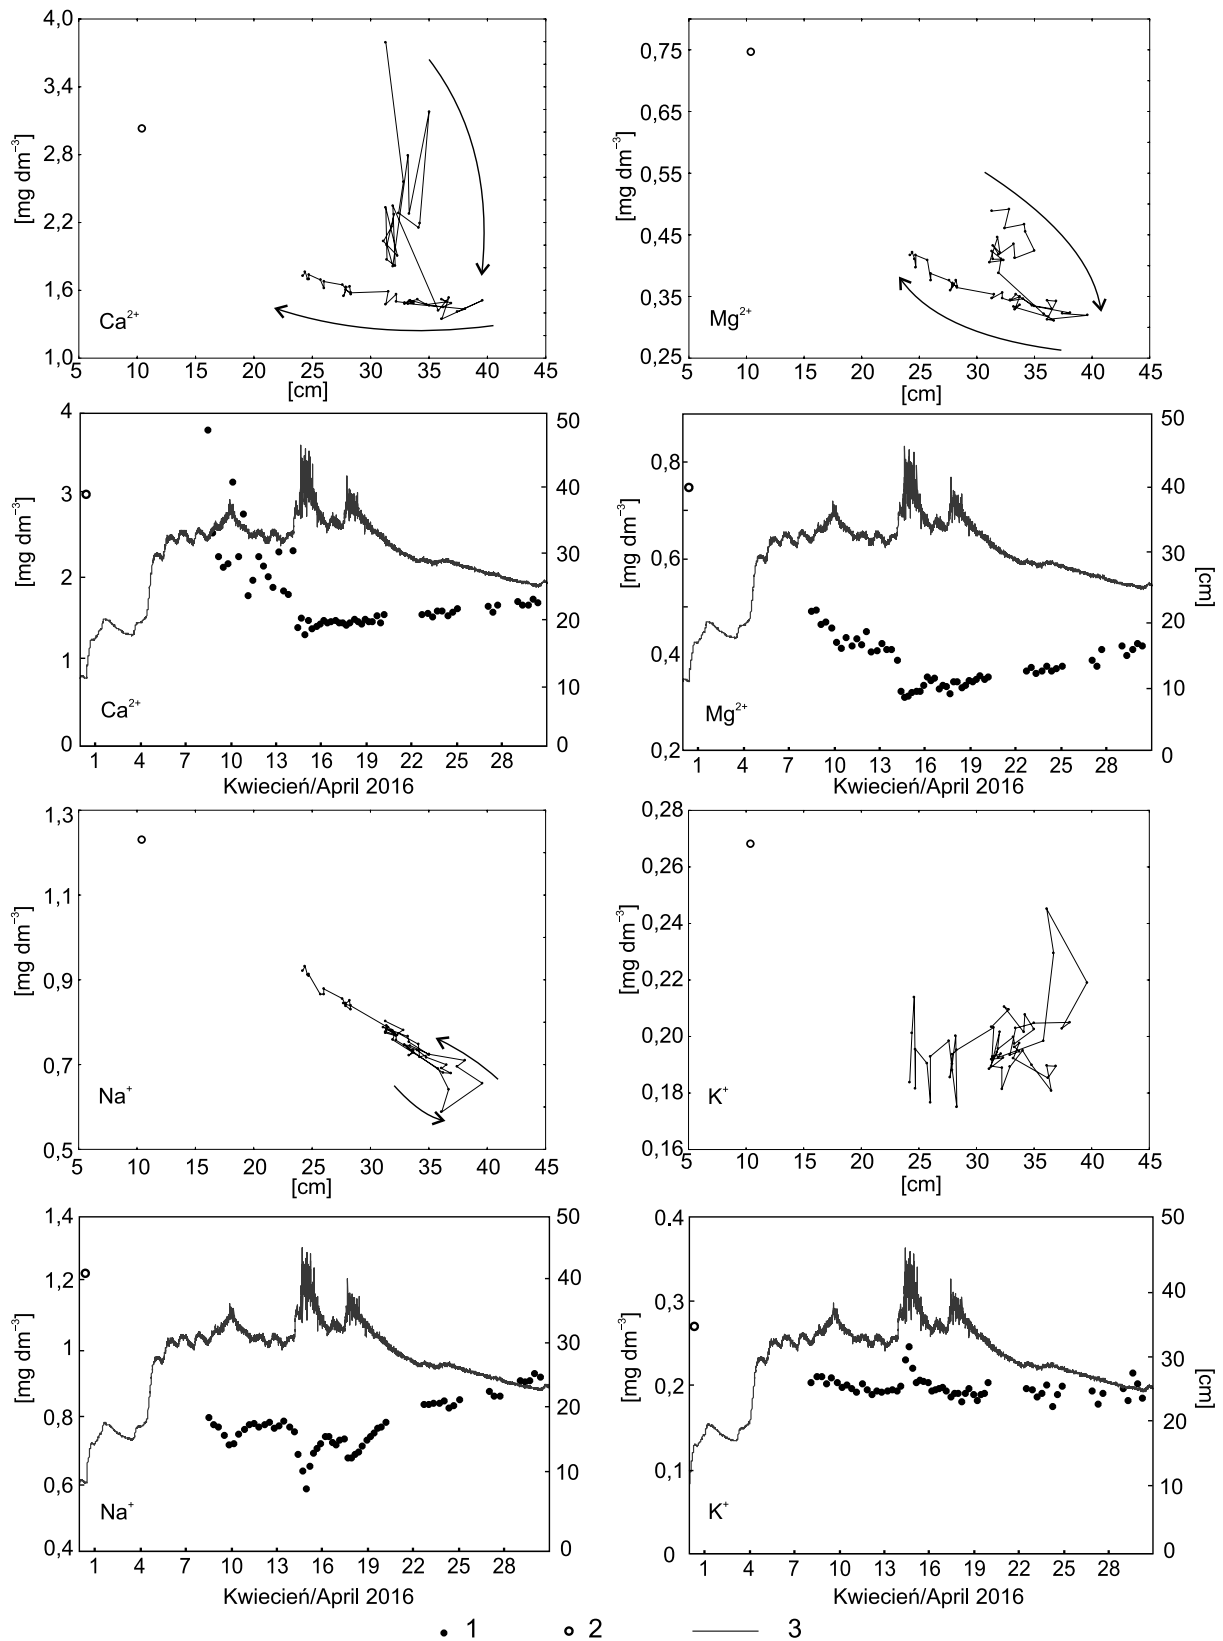 4,0
3,4
2,8
2,2
1,6
1,0
[mg dm⁻³]
Ca²⁺
5 10 15 20 25 30 35 40 45
[cm]
0,75
0,65
0,55
0,45
0,35
0,25
[mg dm⁻³]
Mg²⁺
5 10 15 20 25 30 35 40 45
[cm]
4
3
2
1
0
[mg dm⁻³]
Ca²⁺
50
40
30
20
10
0
1 4 7 10 13 16 19 22 25 28
Kwiecień/April 2016
0,8
0,6
0,4
0,2
[mg dm⁻³]
Mg²⁺
50
40
30
20
10
0
[cm]
1 4 7 10 13 16 19 22 25 28
Kwiecień/April 2016
1,3
1,1
0,9
0,7
0,5
[mg dm⁻³]
Na⁺
5 10 15 20 25 30 35 40 45
[cm]
0,28
0,26
0,24
0,22
0,20
0,18
0,16
[mg dm⁻³]
K⁺
5 10 15 20 25 30 35 40 45
[cm]
1,4
1,2
1
0,8
0,6
0,4
[mg dm⁻³]
Na⁺
50
40
30
20
10
0
1 4 7 10 13 16 19 22 25 28
Kwiecień/April 2016
0,4
0,3
0,2
0,1
0
[mg dm⁻³]
K⁺
50
40
30
20
10
0
[cm]
1 4 7 10 13 16 19 22 25 28
Kwiecień/April 2016
1 2 3